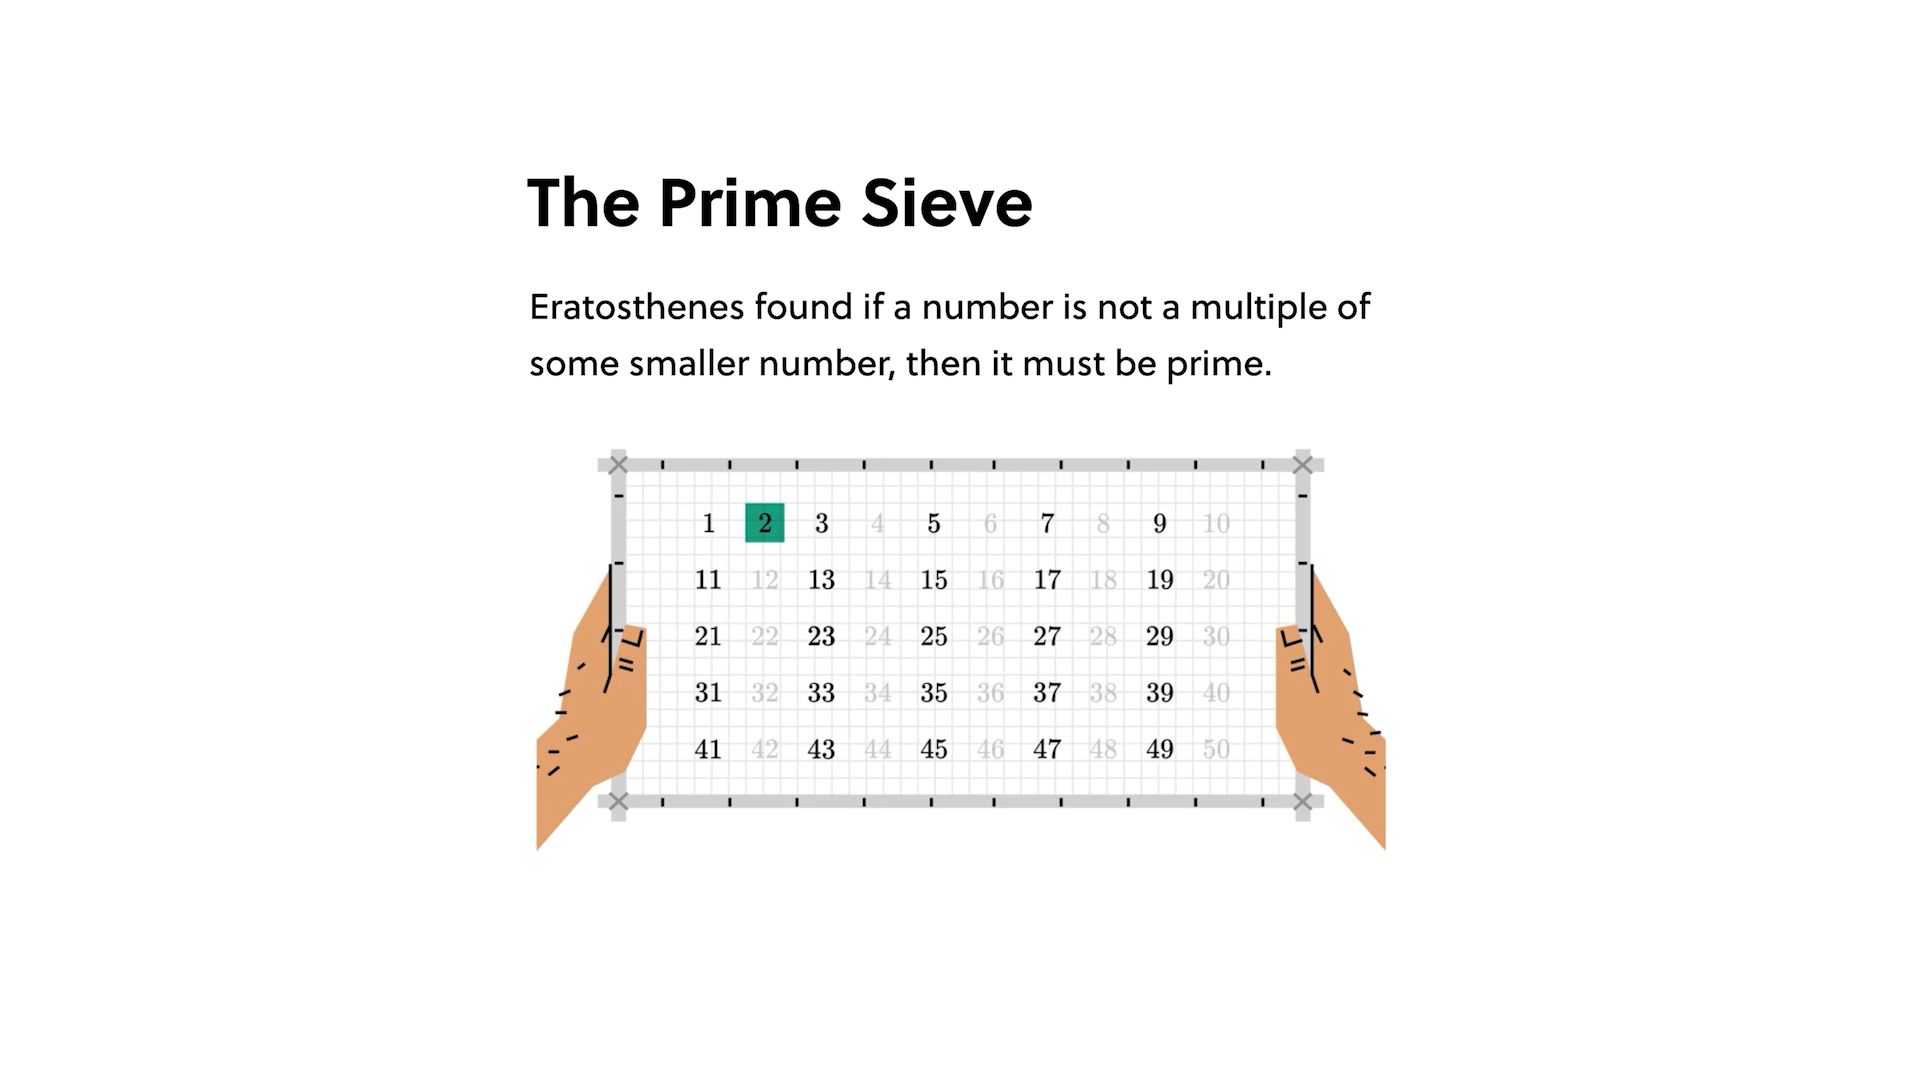 The Prime Sieve
Eratosthenes found if a number is not a multiple of
some smaller number, then it must be prime.
1 2 3 4 5 6 7 8 9 10
11 12 13 14 15 16 17 18 19 20
21 22 23 24 25 26 27 28 29 30
31 32 33 34 35 36 37 38 39 40
41 42 43 44 45 46 47 48 49 50